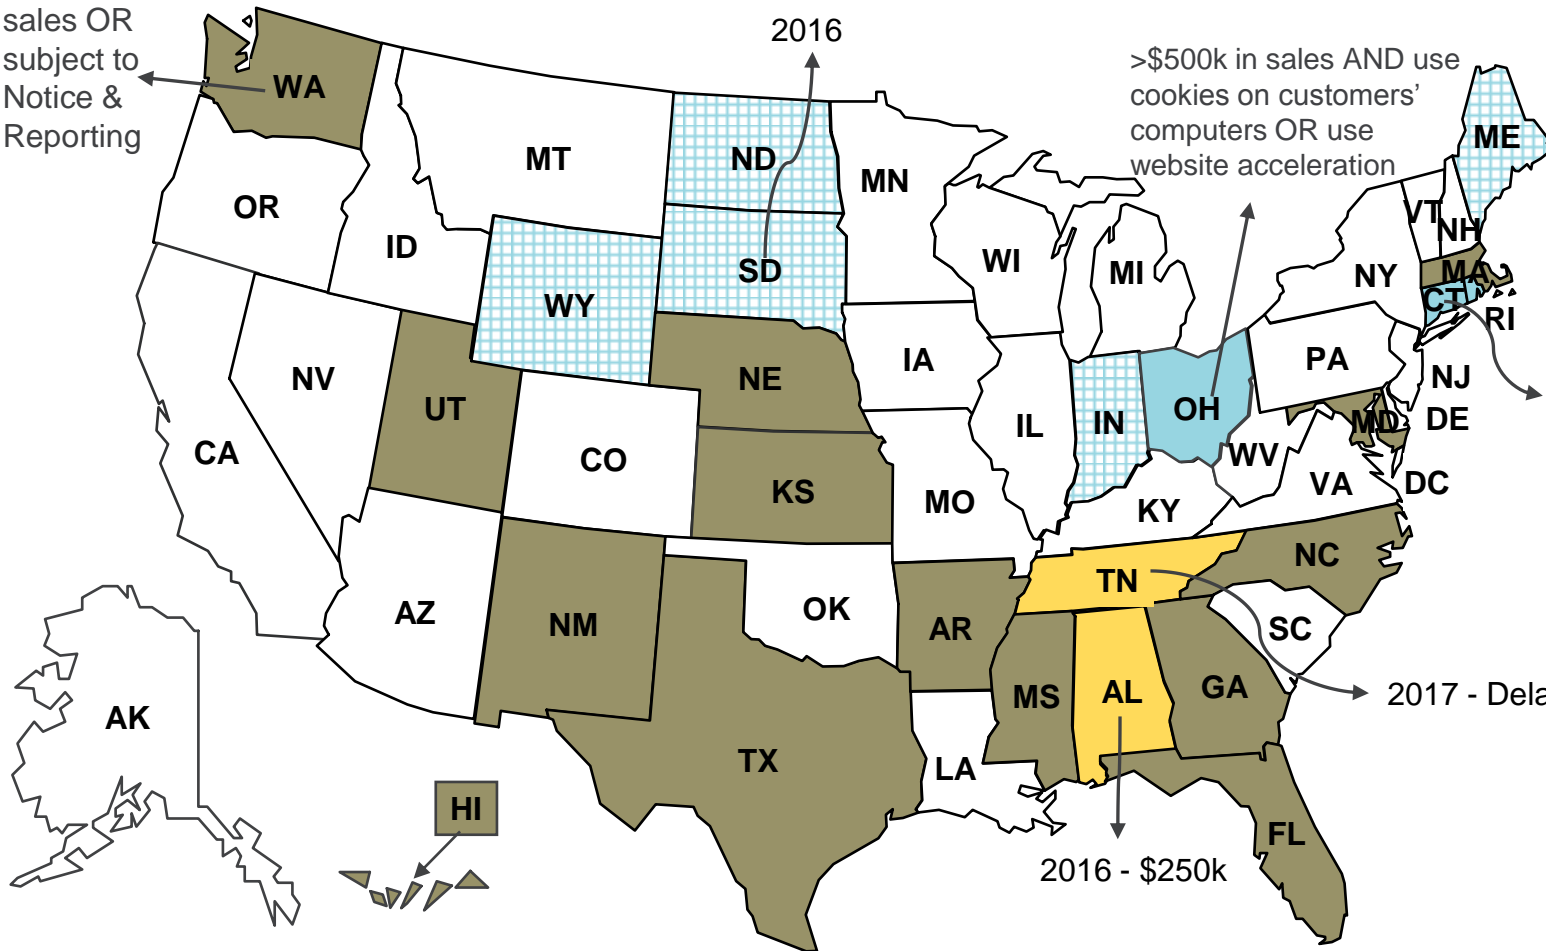 sales OR
subject to
Notice &
Reporting
2016
>$500k in sales AND use
cookies on customers’
computers OR use
website acceleration
WA
MT
ND
MN
ME
OR
ID
SD
WI
MI
VT
NH
NY
MA
WY
CT
RI
NV
UT
NE
IA
IL
IN
OH
PA
NJ
DE
MD
CA
CO
KS
MO
WV
VA
DC
KY
AZ
NM
OK
AR
TN
NC
SC
MS
AL
GA
2017 - Dela
AK
TX
LA
HI
FL
2016 - $250k